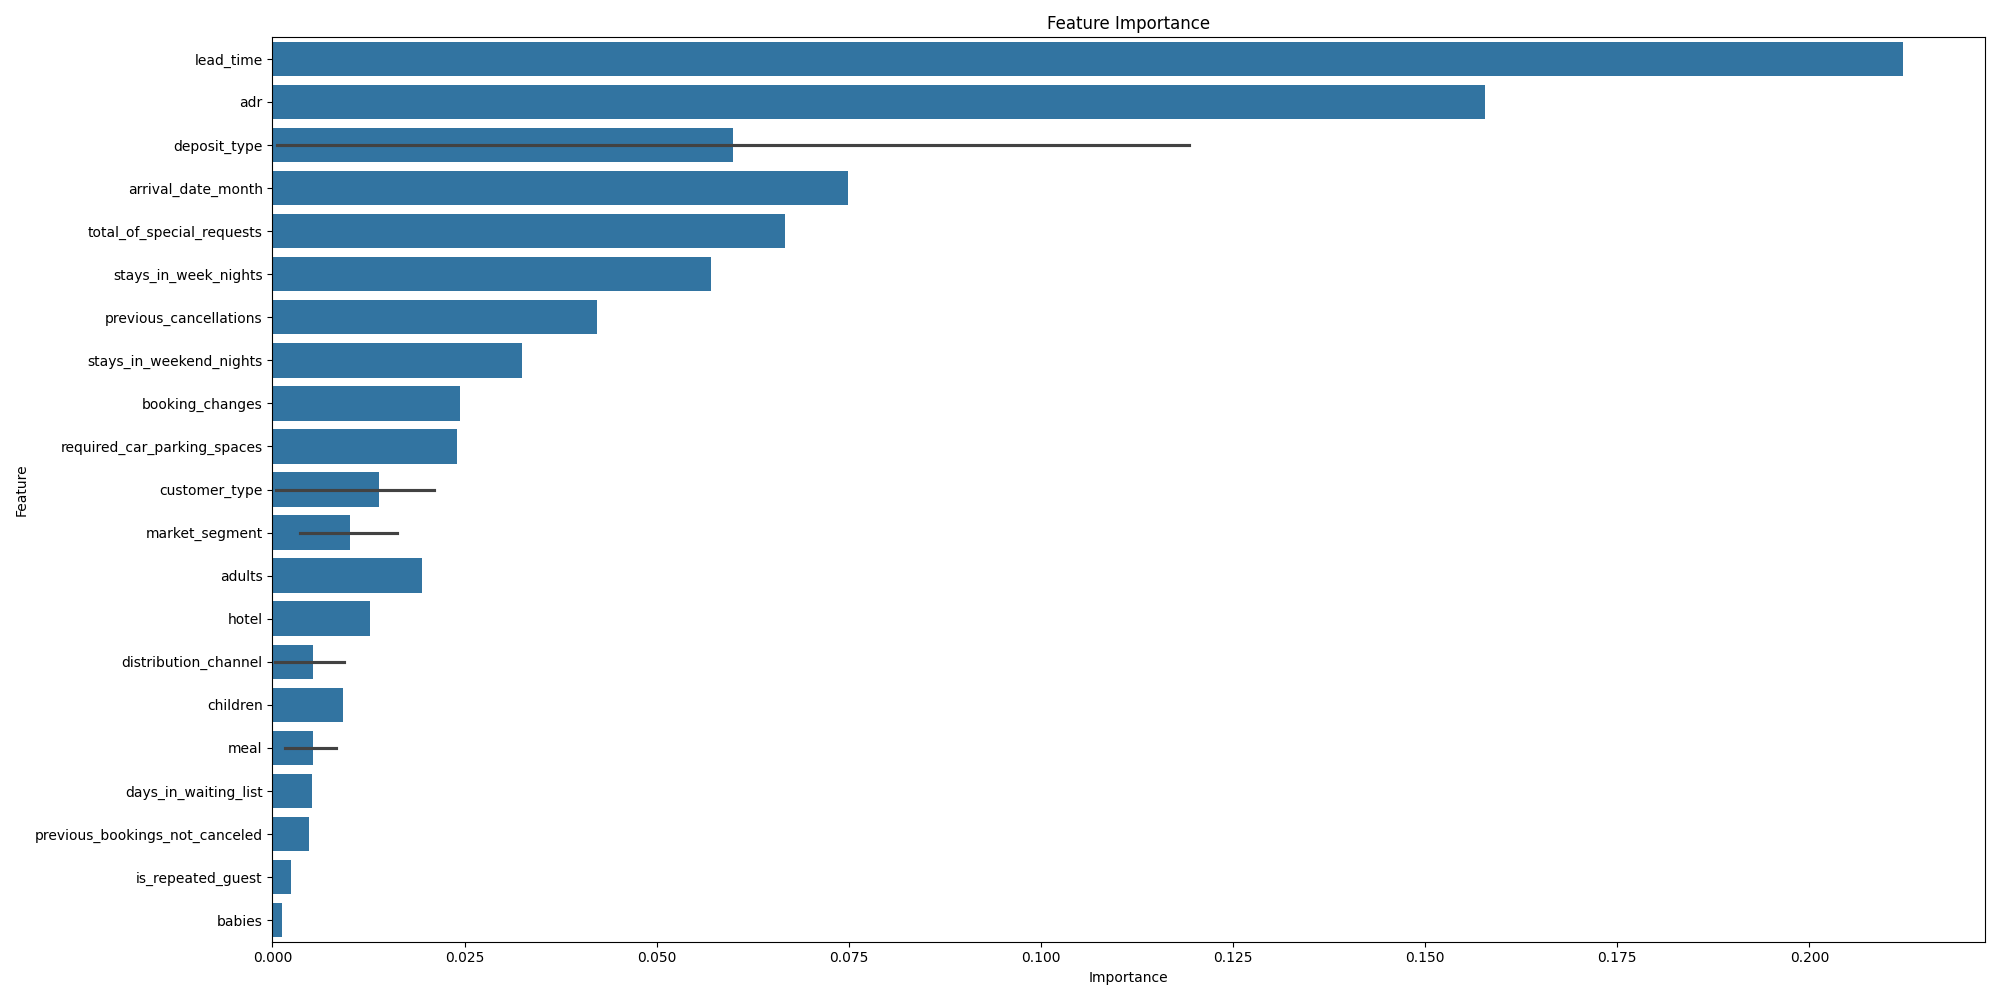 Feature Importance
lead_time
adr
deposit_type
arrival_date_month
total_of_special_requests
stays_in_week_nights
previous_cancellations
stays_in_weekend_nights
booking_changes
required_car_parking_spaces
customer_type
market_segment
adults
hotel
distribution_channel
children
meal
days_in_waiting_list
previous_bookings_not_canceled
is_repeated_guest
babies
Feature
0.000 0.025 0.050 0.075 0.100 0.125 0.150 0.175 0.200
Importance